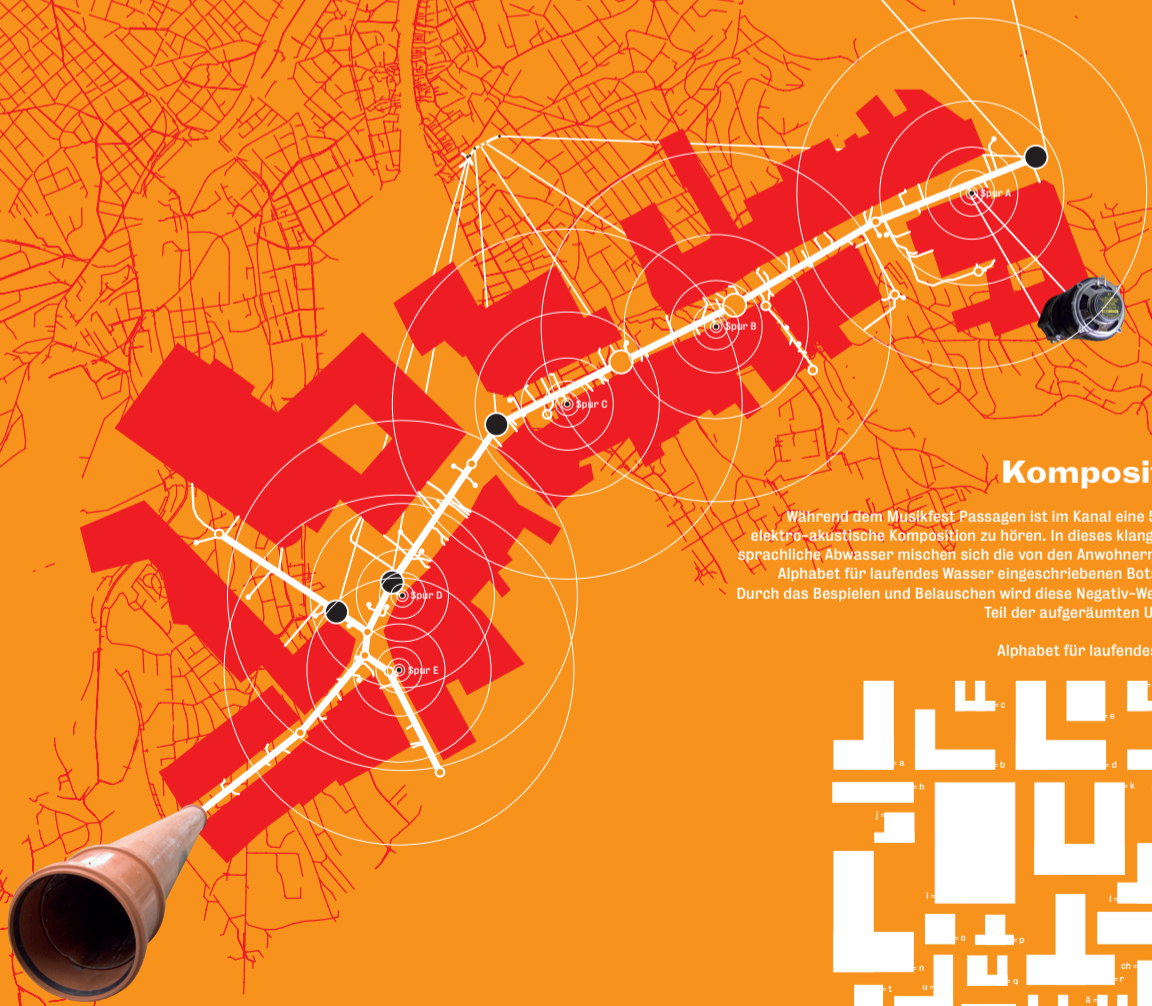 Spur A
Spur B
Spur C
Spur D
Spur E
Komposit
Während dem Musikfest Passagen ist im Kanal eine 5
elektro-akustische Komposition zu hören. In dieses klang
sprachliche Abwasser mischen sich die von den Anwohnern
Alphabet für laufendes Wasser eingeschriebenen Bots
Durch das Bespielen und Belauschen wird diese Negativ-We
Teil der aufgeräumten U
Alphabet für laufendes
= c
= e
= a
= b
= d
= h
= k
j =
i =
l =
= o
= p
= n
ch =
= r
= q
= t
u =
ä =